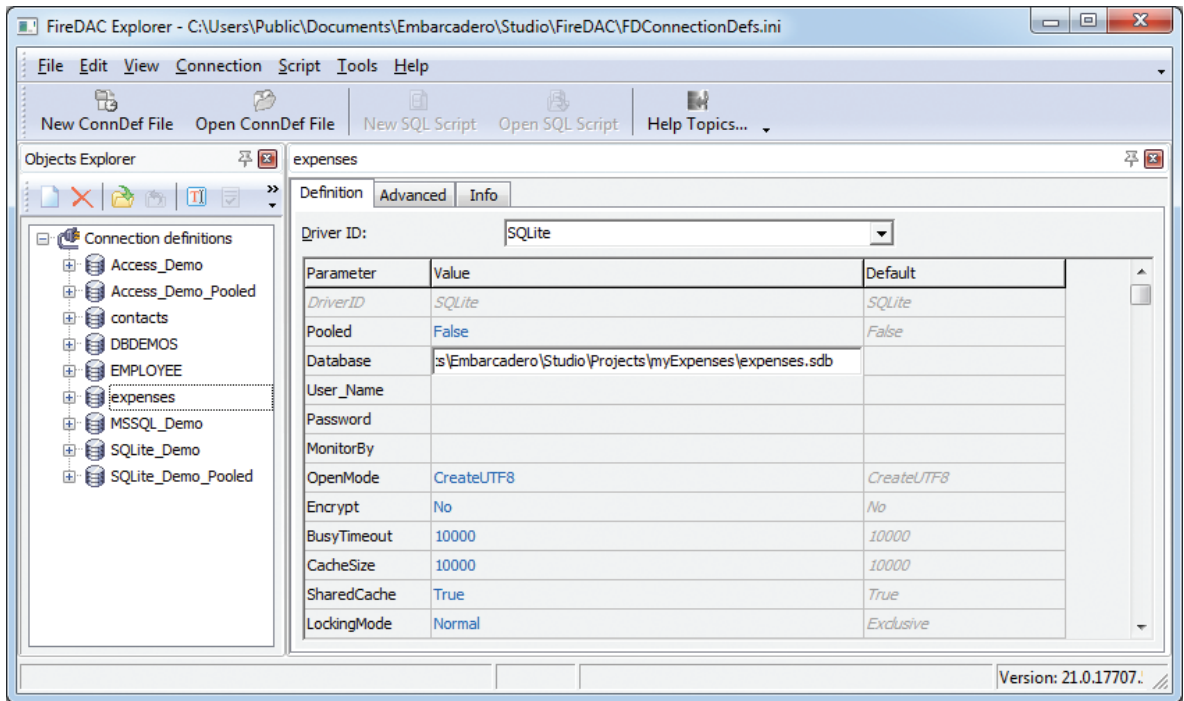 FireDAC Explorer - C:\Users\Public\Documents\Embarcadero\Studio\FireDAC\FDConnectionDefs.ini
File Edit View Connection Script Tools Help
New ConnDef File Open ConnDef File New SQL Script Open SQL Script Help Topics...
Objects Explorer
Connection definitions
Access_Demo
Access_Demo_Pooled
contacts
DBDEMOS
EMPLOYEE
expenses
MSSQL_Demo
SQLite_Demo
SQLite_Demo_Pooled
expenses
Definition Advanced Info
Driver ID: SQLite
Parameter Value Default
DriverID SQLite SQLite
Pooled False False
Database :s\Embarcadero\Studio\Projects\myExpenses\expenses.sdb
User_Name
Password
MonitorBy
OpenMode CreateUTF8 CreateUTF8
Encrypt No No
BusyTimeout 10000 10000
CacheSize 10000 10000
SharedCache True True
LockingMode Normal Exclusive
Version: 21.0.17707.